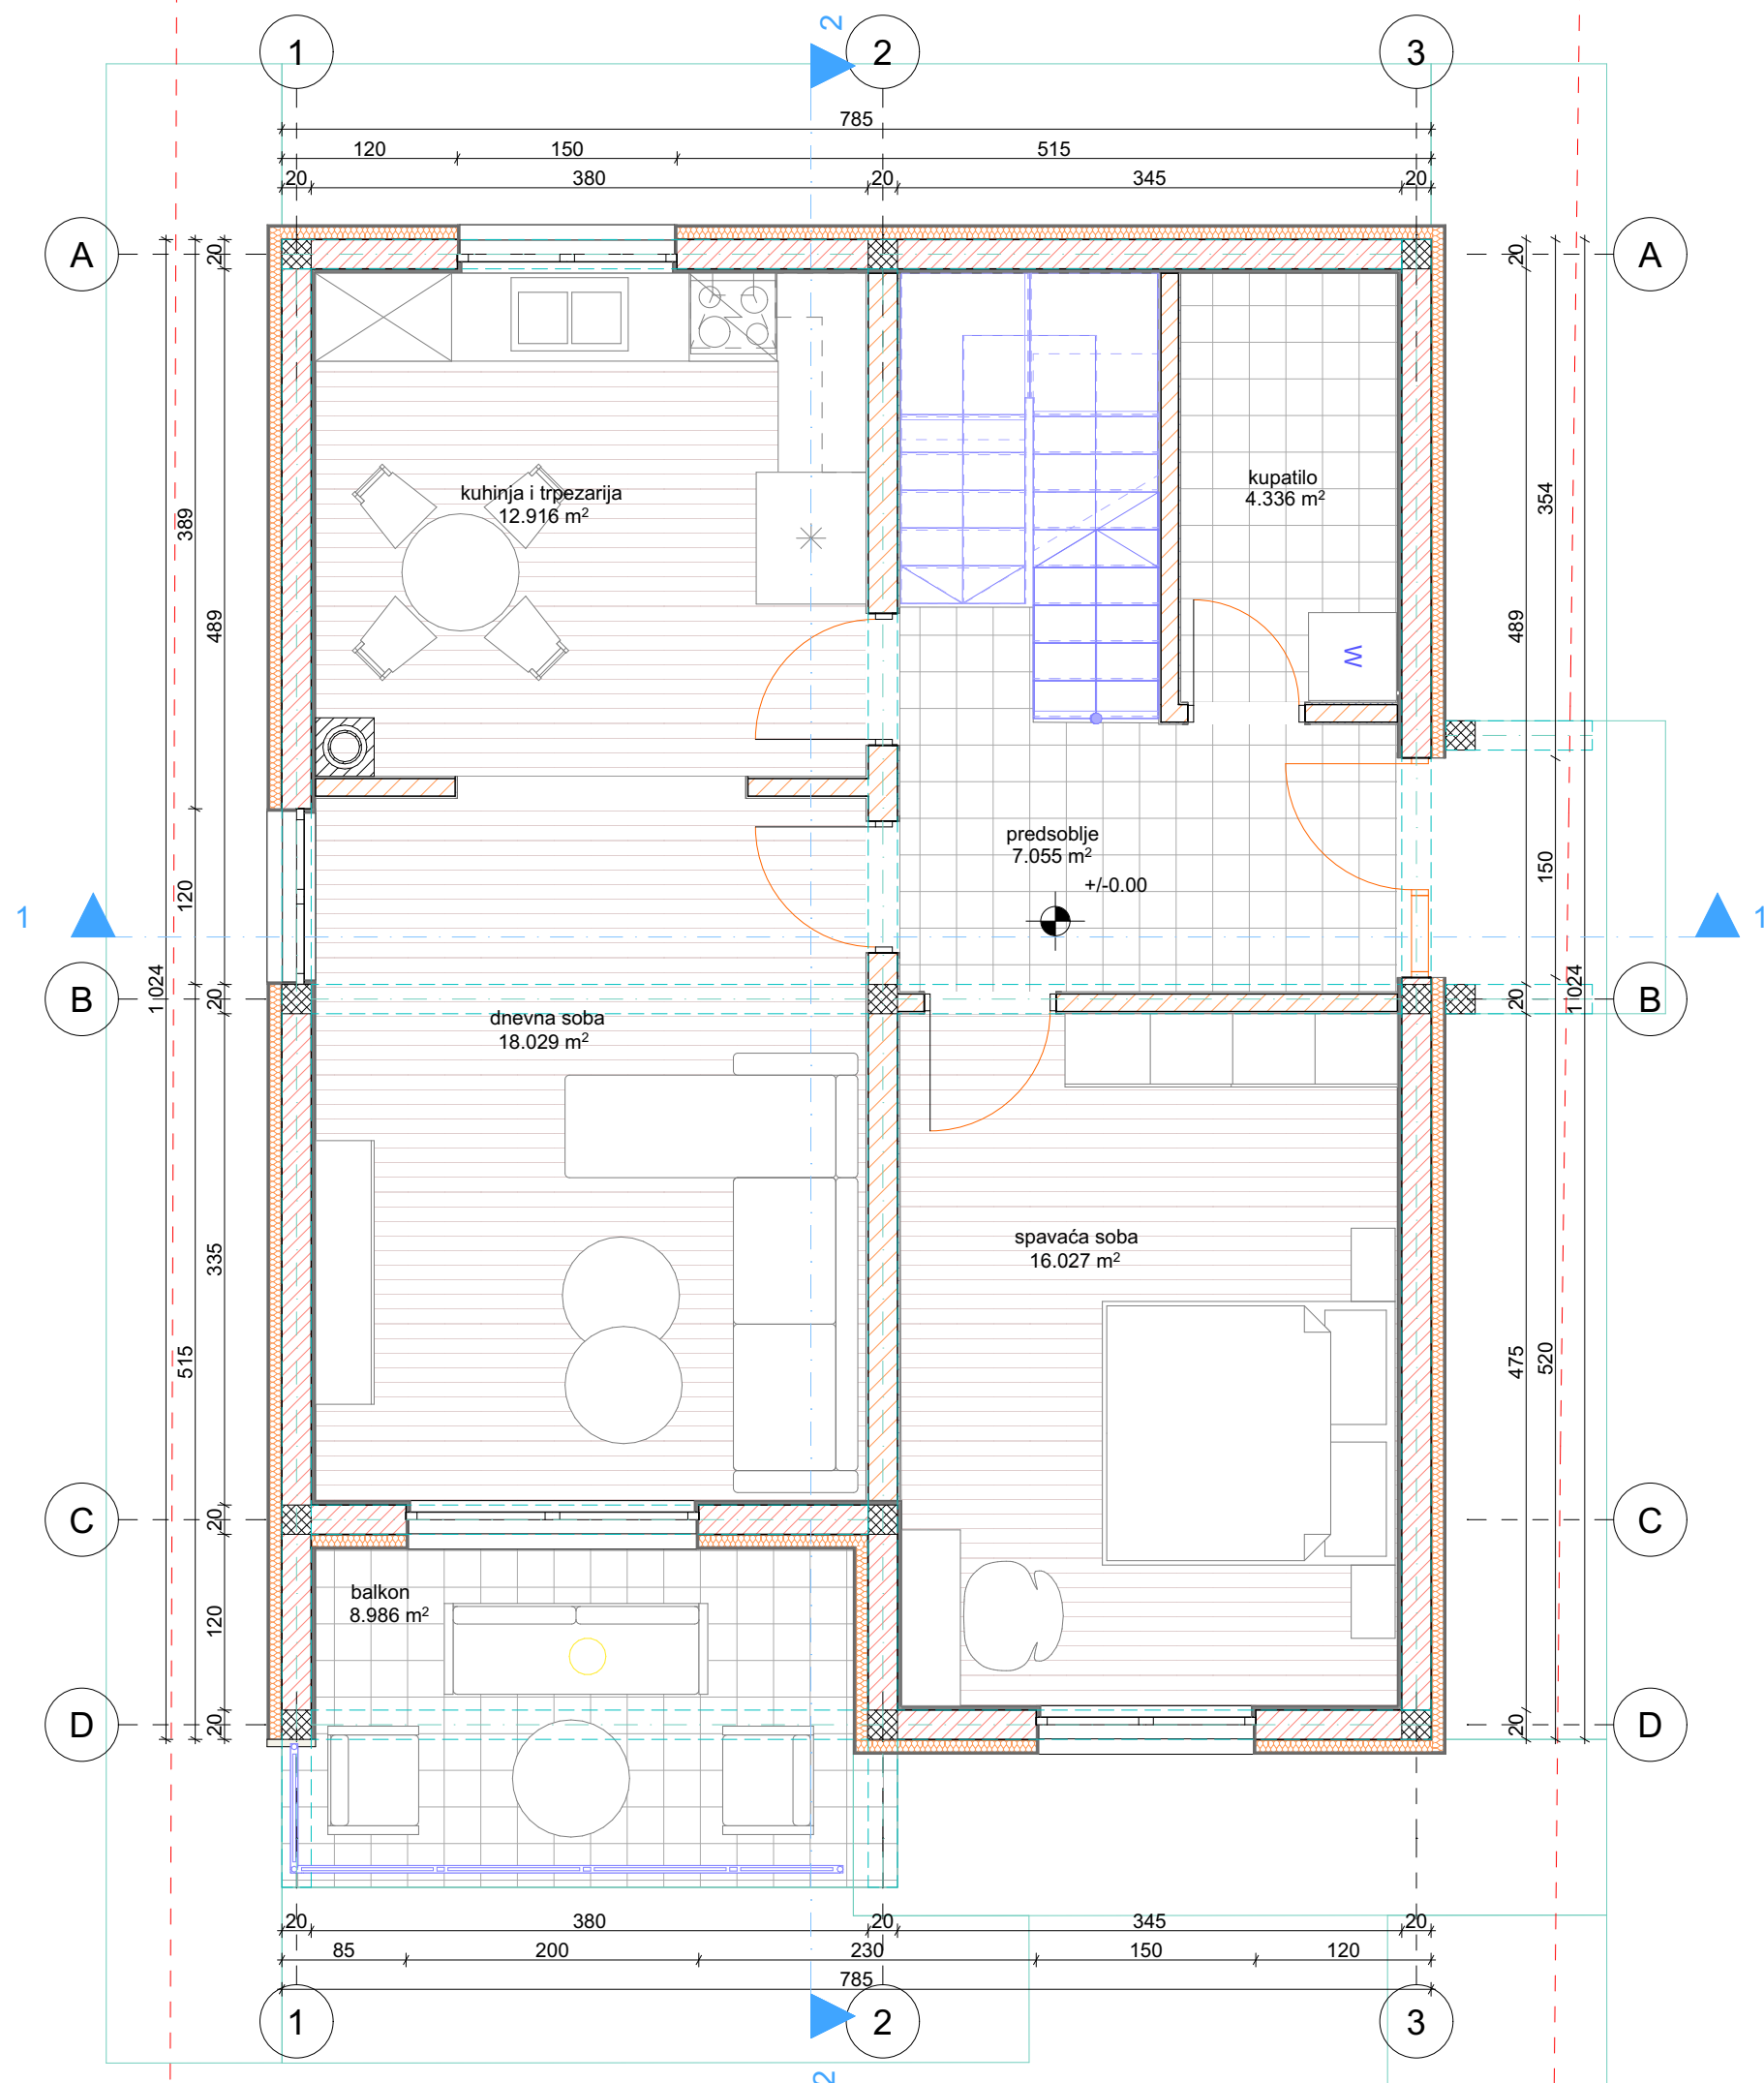 2
1
2
3
785
120
150
515
20
380
20
345
20
A
A
20
20
kuhinja i trpezarija
12.916 m²
kupatilo
4.336 m²
389
489
354
489
W
predsoblje
7.055 m²
+/-0.00
120
150
1
1
1 024
1 024
B
20
20
B
dnevna soba
18.029 m²
spavaća soba
16.027 m²
335
515
475
520
C
20
C
balkon
8.986 m²
120
D
20
20
D
20
380
20
345
20
85
200
230
150
120
785
1
2
3
2